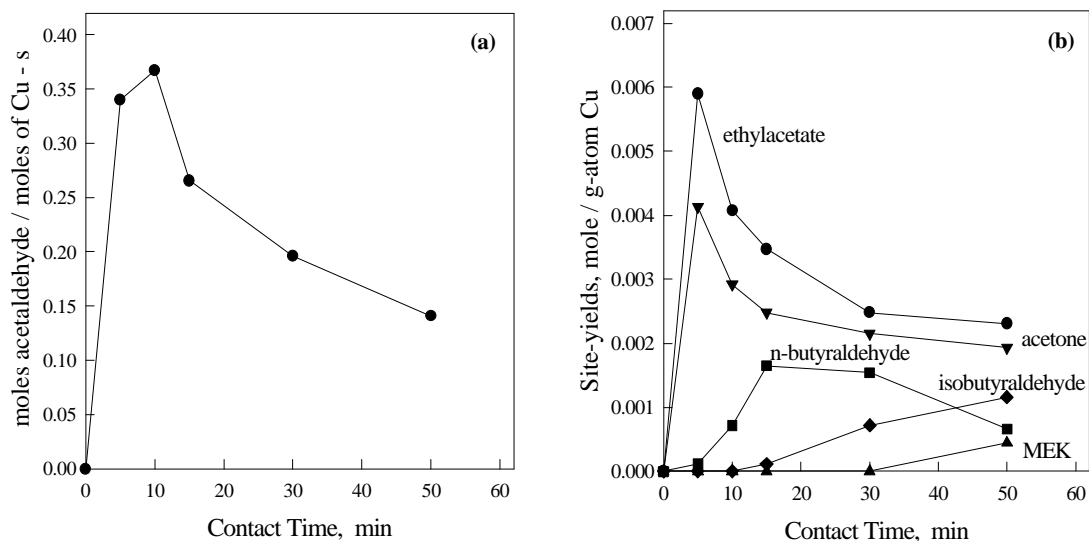 (a)
moles acetaldehyde / moles of Cu - s
0.40
0.35
0.30
0.25
0.20
0.15
0.10
0.05
0.00
0 10 20 30 40 50 60
Contact Time, min
(b)
Site-yields, mole / g-atom Cu
0.007
0.006
0.005
0.004
0.003
0.002
0.001
0.000
ethylacetate
acetone
n-butyraldehyde
isobutyraldehyde
MEK
0 10 20 30 40 50 60
Contact Time, min